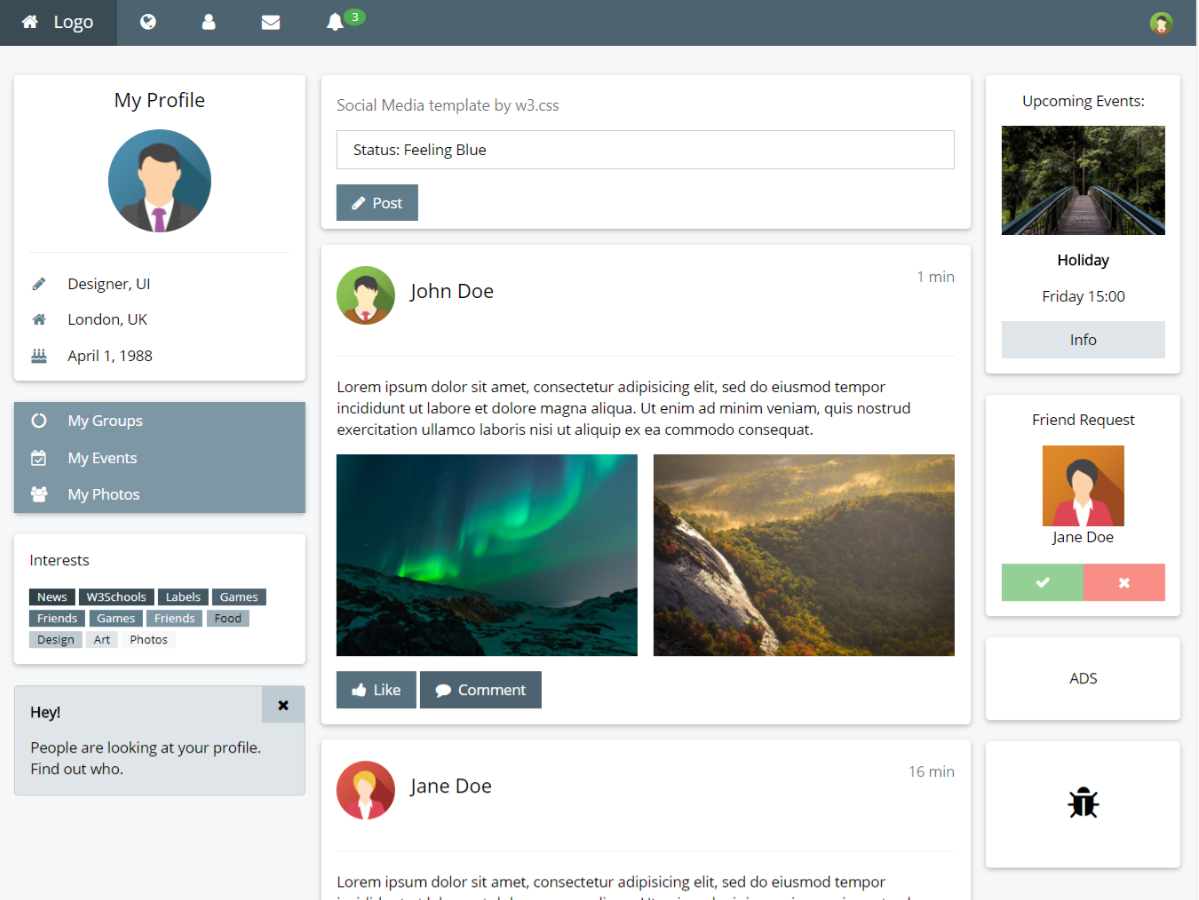 Logo
3
My Profile
Designer, UI
London, UK
April 1, 1988
My Groups
My Events
My Photos
Interests
News W3Schools Labels Games
Friends Games Friends Food
Design Art Photos
Hey!
People are looking at your profile.
Find out who.
Social Media template by w3.css
Status: Feeling Blue
Post
John Doe
1 min
Lorem ipsum dolor sit amet, consectetur adipisicing elit, sed do eiusmod tempor
incididunt ut labore et dolore magna aliqua. Ut enim ad minim veniam, quis nostrud
exercitation ullamco laboris nisi ut aliquip ex ea commodo consequat.
Like
Comment
Jane Doe
16 min
Lorem ipsum dolor sit amet, consectetur adipisicing elit, sed do eiusmod tempor
Upcoming Events:
Holiday
Friday 15:00
Info
Friend Request
Jane Doe
ADS